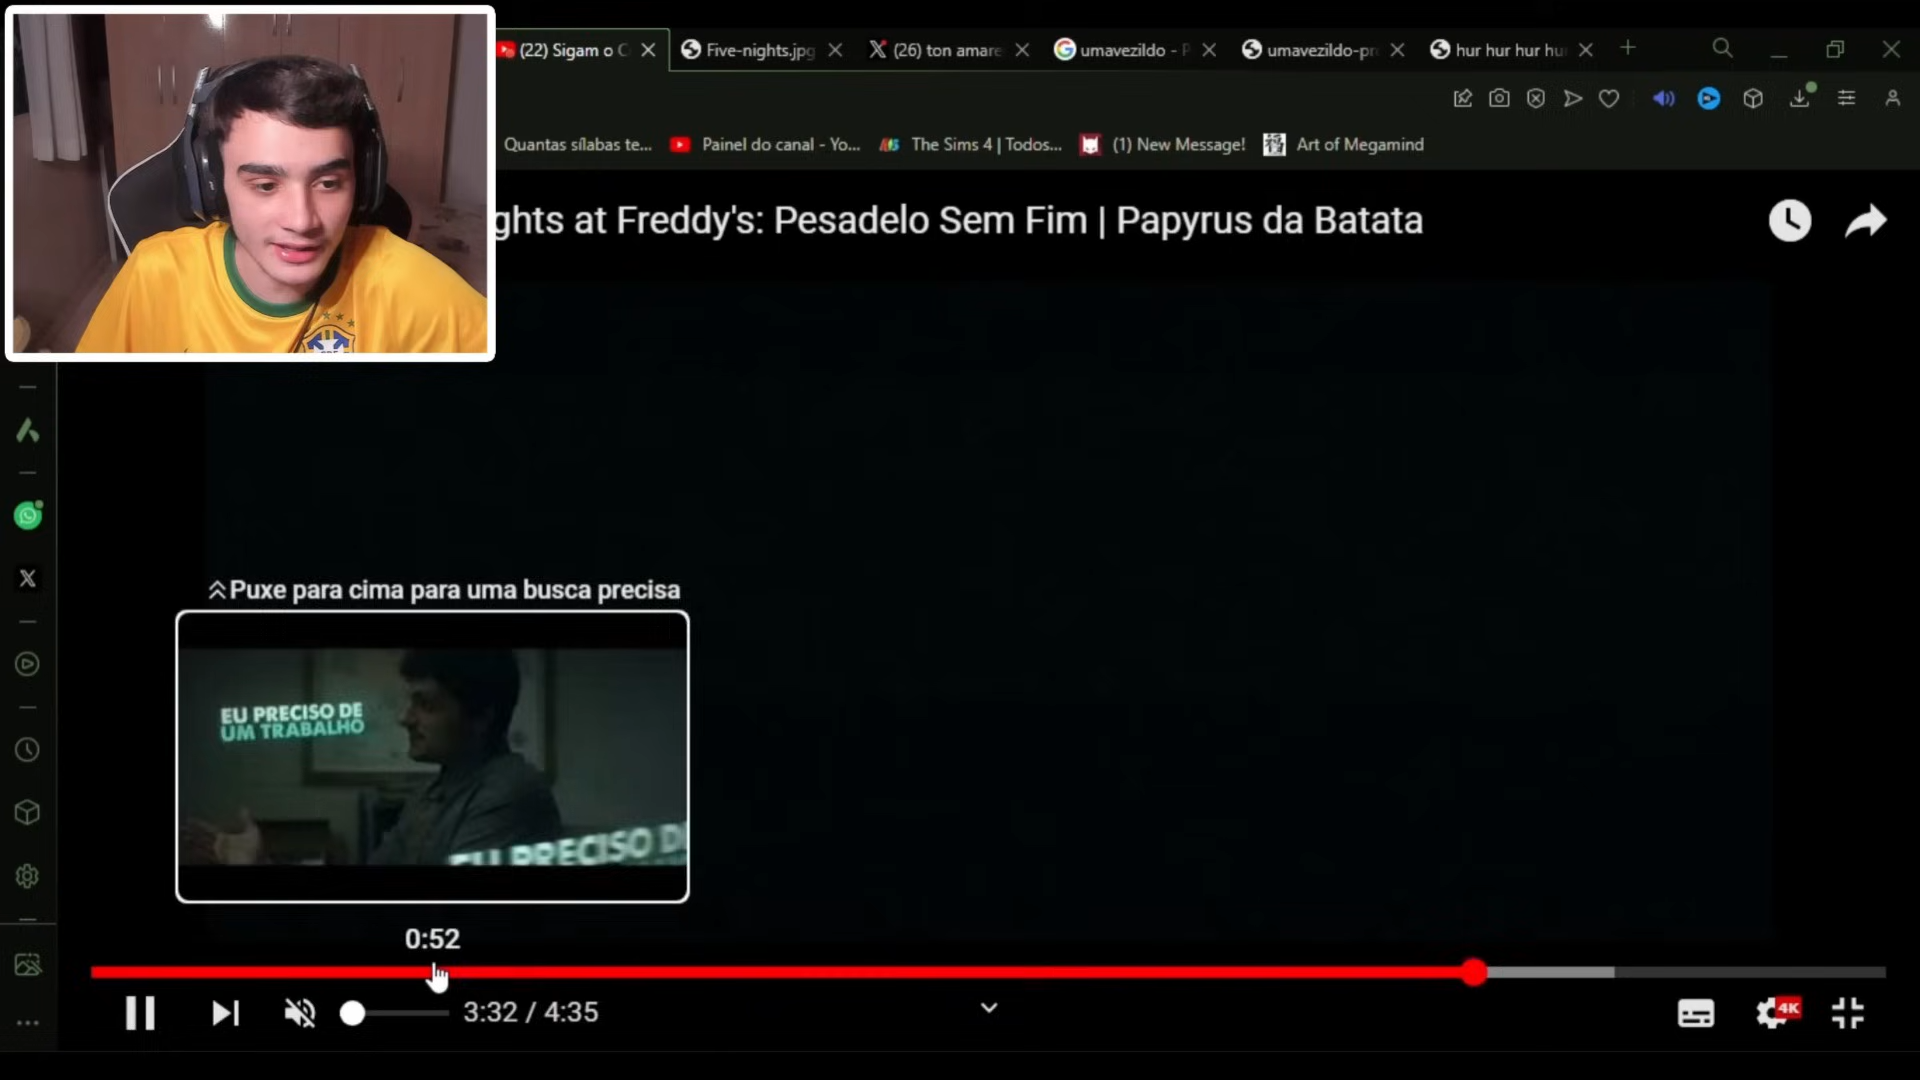 (22) Sigam o C
Five-nights.jpg
(26) ton amare
umavezildo - P
umavezildo-pr
hur hur hur hu
Quantas sílabas te...
Painel do canal - Yo...
The Sims 4 | Todos...
(1) New Message!
Art of Megamind
ghts at Freddy's: Pesadelo Sem Fim | Papyrus da Batata
Puxe para cima para uma busca precisa
EU PRECISO DE
UM TRABALHO
EU PRECISO DE
0:52
3:32 / 4:35
4K